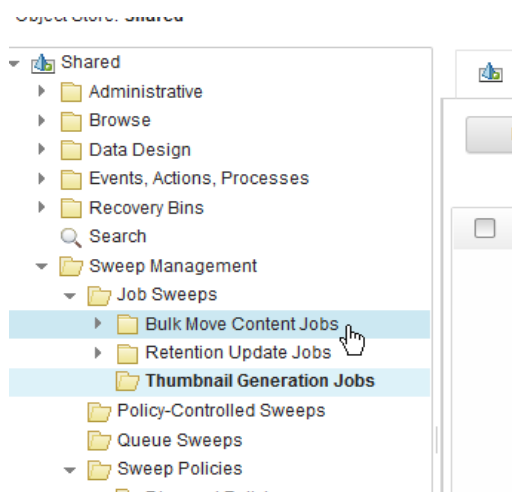 Object Store: Shared
Shared
Administrative
Browse
Data Design
Events, Actions, Processes
Recovery Bins
Search
Sweep Management
Job Sweeps
Bulk Move Content Jobs
Retention Update Jobs
Thumbnail Generation Jobs
Policy-Controlled Sweeps
Queue Sweeps
Sweep Policies